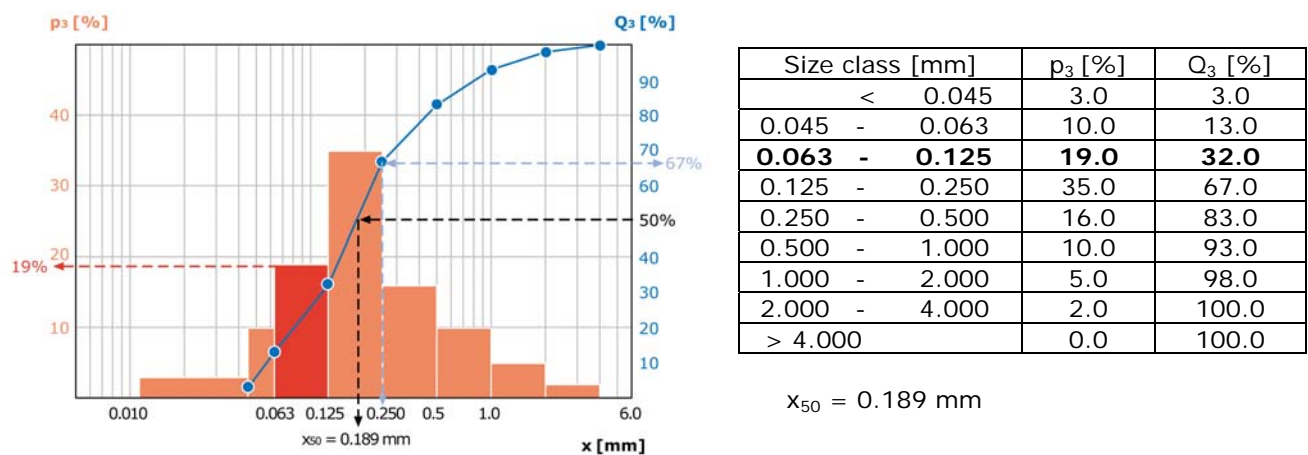 p3 [%]
Q3 [%]
90
40
80
70
67%
30
60
50%
20
19%
40
30
10
20
10
0.010
0.063
0.125
0.250
0.5
1.0
6.0
x50 = 0.189 mm
x [mm]
Size class [mm] p3 [%] Q3 [%]
< 0.045 3.0 3.0
0.045 - 0.063 10.0 13.0
0.063 - 0.125 19.0 32.0
0.125 - 0.250 35.0 67.0
0.250 - 0.500 16.0 83.0
0.500 - 1.000 10.0 93.0
1.000 - 2.000 5.0 98.0
2.000 - 4.000 2.0 100.0
> 4.000 0.0 100.0
x50 = 0.189 mm